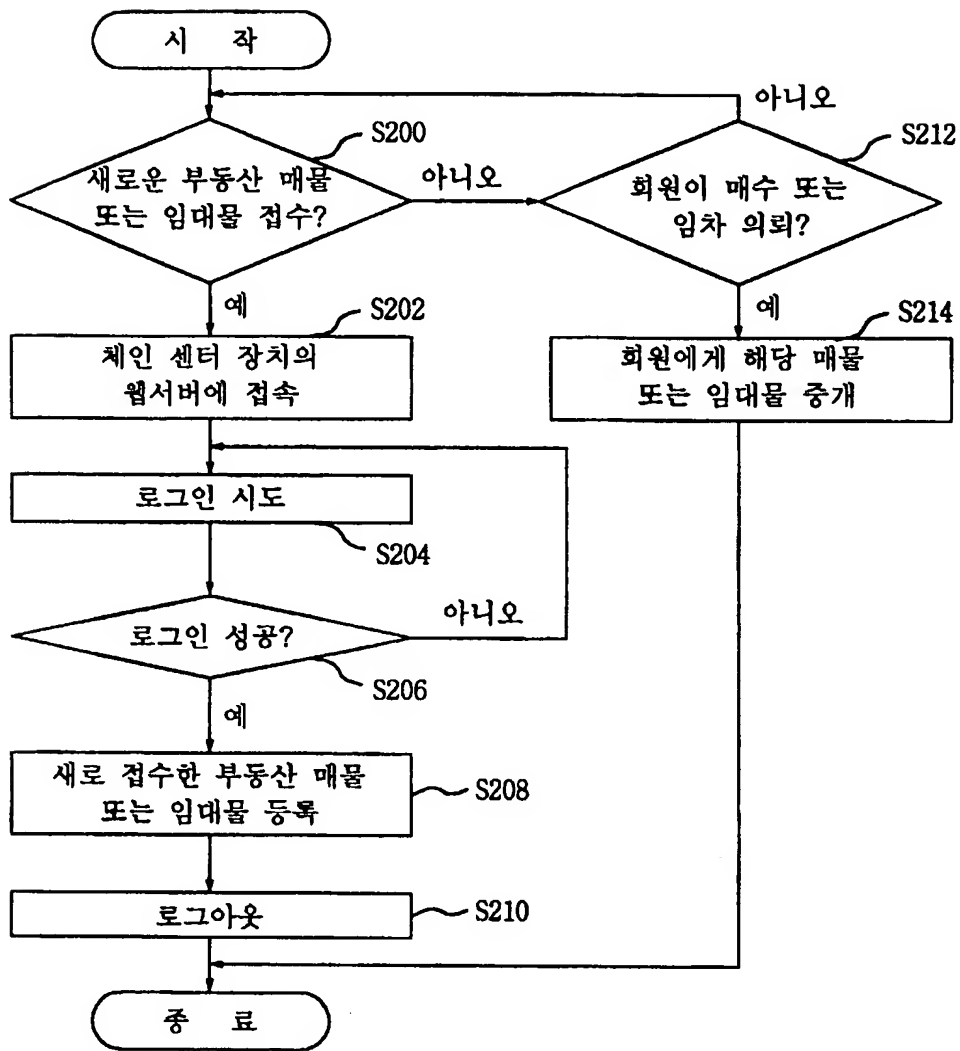 시 작
아니오
S200
S212
새로운 부동산 매물
또는 임대물 접수?
아니오
회원이 매수 또는
임차 의뢰?
예
예
S202
S214
체인 센터 장치의
웹서버에 접속
회원에게 해당 매물
또는 임대물 중개
로그인 시도
S204
아니오
로그인 성공?
S206
예
새로 접수한 부동산 매물
또는 임대물 등록
S208
로그아웃
S210
종 료